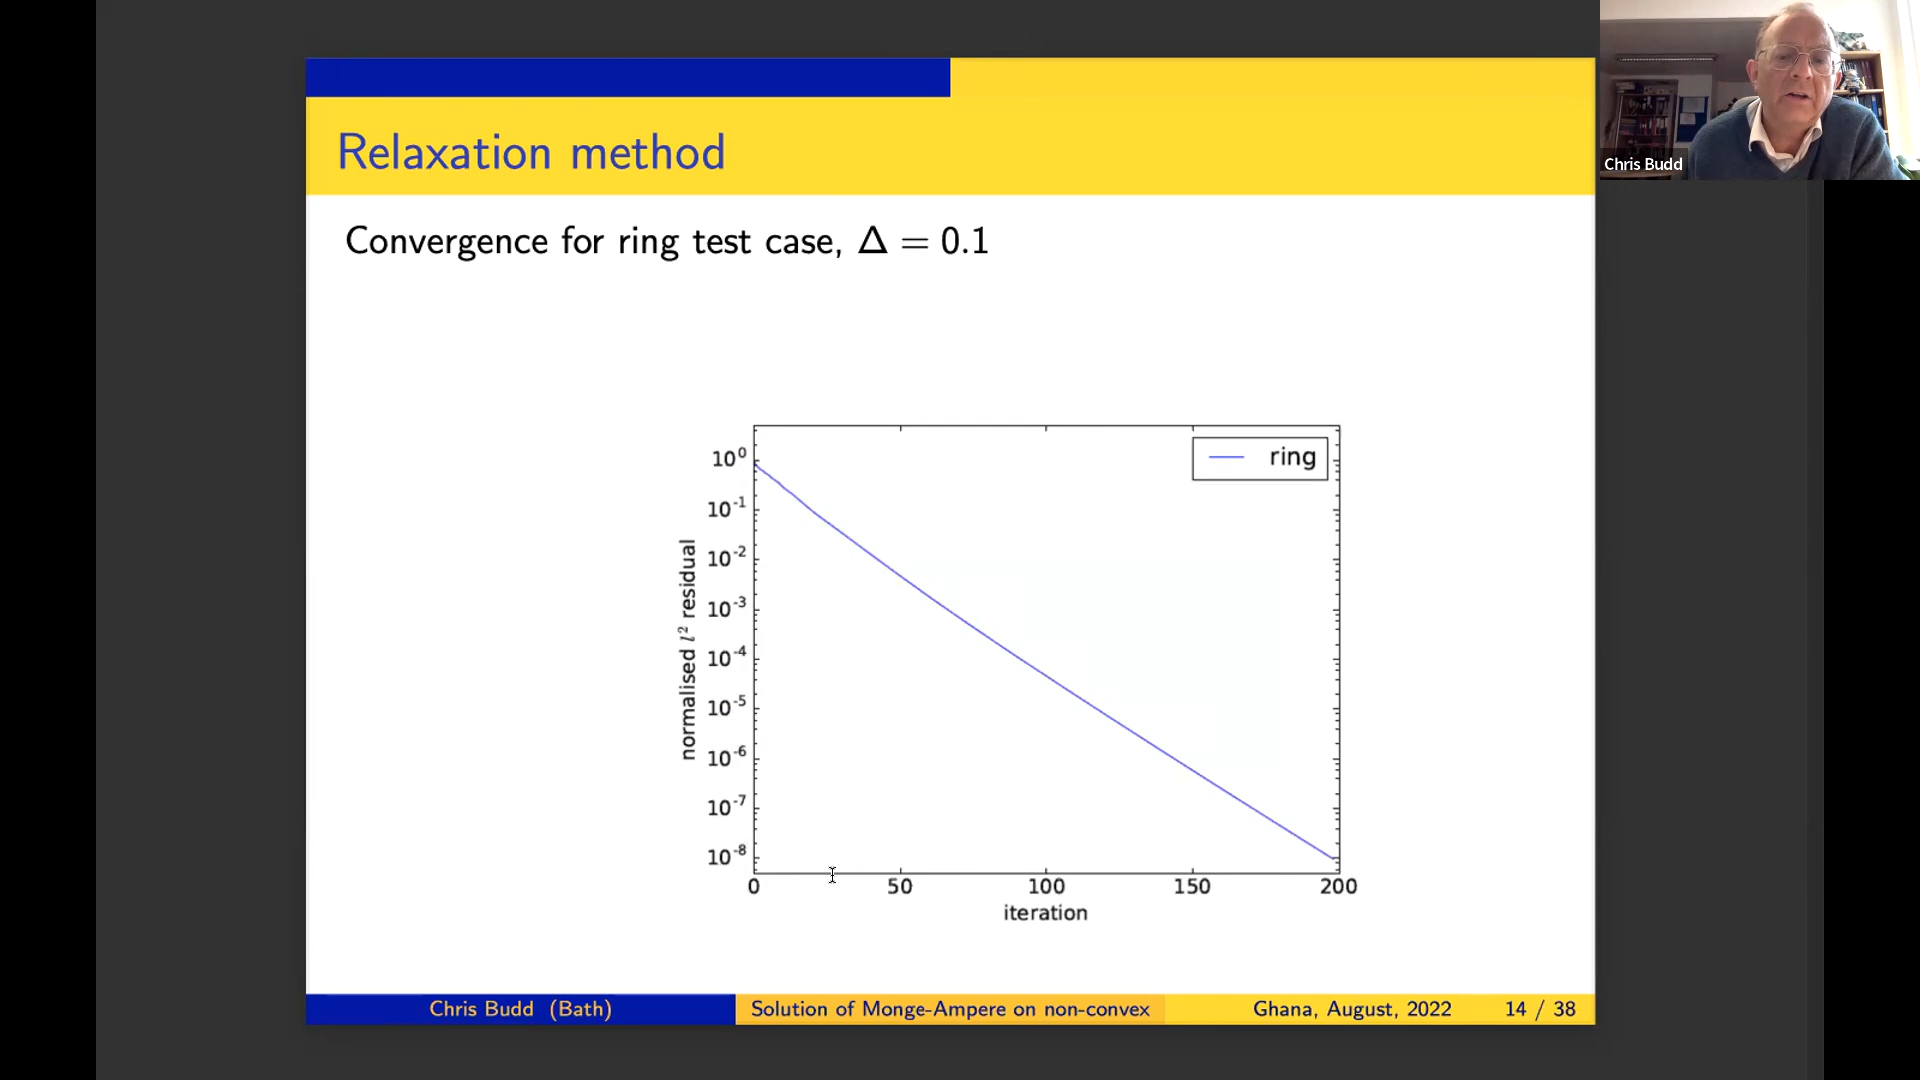 Chris Budd
Relaxation method
Convergence for ring test case, Δ = 0.1
ring
10⁰
10⁻¹
10⁻²
10⁻³
10⁻⁴
10⁻⁵
10⁻⁶
10⁻⁷
10⁻⁸
normalised l² residual
0 50 100 150 200
iteration
Chris Budd (Bath) Solution of Monge-Ampere on non-convex Ghana, August, 2022 14 / 38